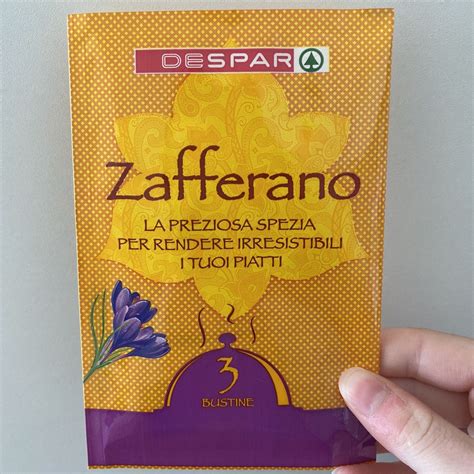 DESPAR
Zafferano
LA PREZIOSA SPEZIA
PER RENDERE IRRESISTIBILI
I TUOI PIATTI
3
BUSTINE